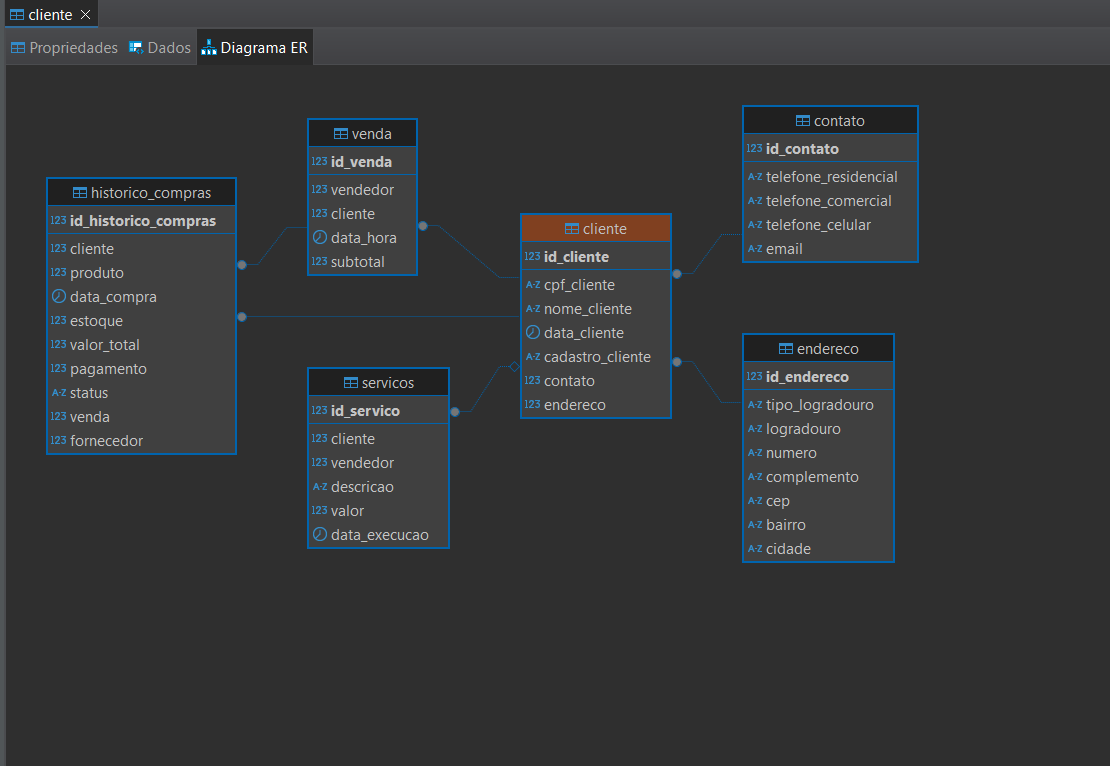 cliente
Propriedades
Dados
Diagrama ER
historico_compras
123 id_historico_compras
123 cliente
123 produto
data_compra
123 estoque
123 valor_total
123 pagamento
A-Z status
123 venda
123 fornecedor
venda
123 id_venda
123 vendedor
123 cliente
data_hora
123 subtotal
servicos
123 id_servico
123 cliente
123 vendedor
A-Z descricao
123 valor
data_execucao
cliente
123 id_cliente
A-Z cpf_cliente
A-Z nome_cliente
data_cliente
A-Z cadastro_cliente
123 contato
123 endereco
contato
123 id_contato
A-Z telefone_residencial
A-Z telefone_comercial
A-Z telefone_celular
A-Z email
endereco
123 id_endereco
A-Z tipo_logradouro
A-Z logradouro
A-Z numero
A-Z complemento
A-Z cep
A-Z bairro
A-Z cidade